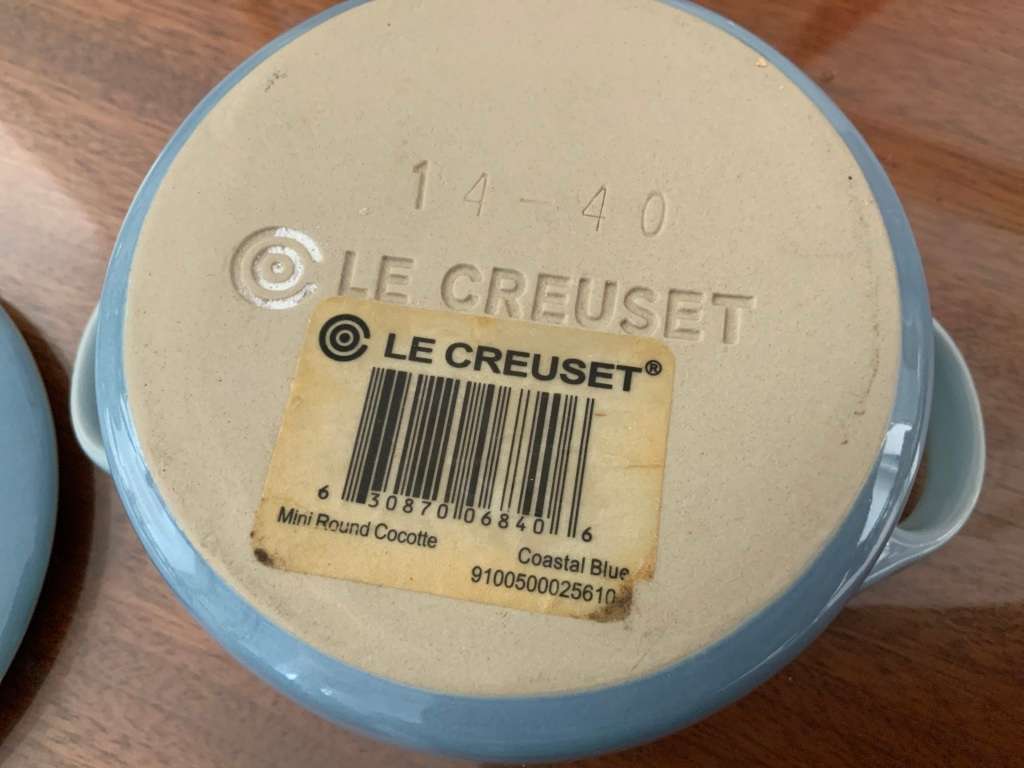 14-40
LE CREUSET
LE CREUSET®
6 30870 06840 6
Mini Round Cocotte
Coastal Blue
9100500025610